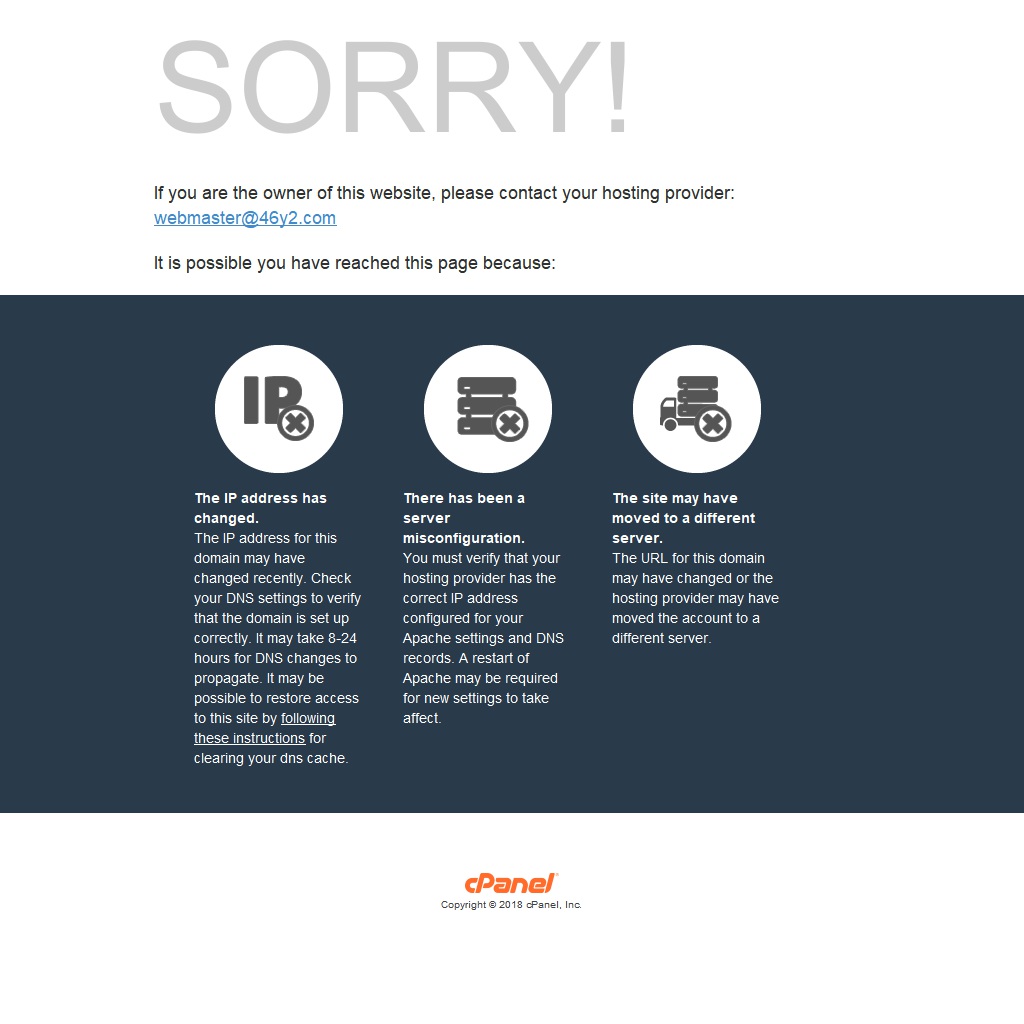 SORRY!
If you are the owner of this website, please contact your hosting provider:
webmaster@46y2.com
It is possible you have reached this page because:
IP
The IP address has
changed.
The IP address for this
domain may have
changed recently. Check
your DNS settings to verify
that the domain is set up
correctly. It may take 8-24
hours for DNS changes to
propagate. It may be
possible to restore access
to this site by following
these instructions for
clearing your dns cache.
There has been a
server
misconfiguration.
You must verify that your
hosting provider has the
correct IP address
configured for your
Apache settings and DNS
records. A restart of
Apache may be required
for new settings to take
affect.
The site may have
moved to a different
server.
The URL for this domain
may have changed or the
hosting provider may have
moved the account to a
different server.
cPanel
Copyright © 2018 cPanel, Inc.